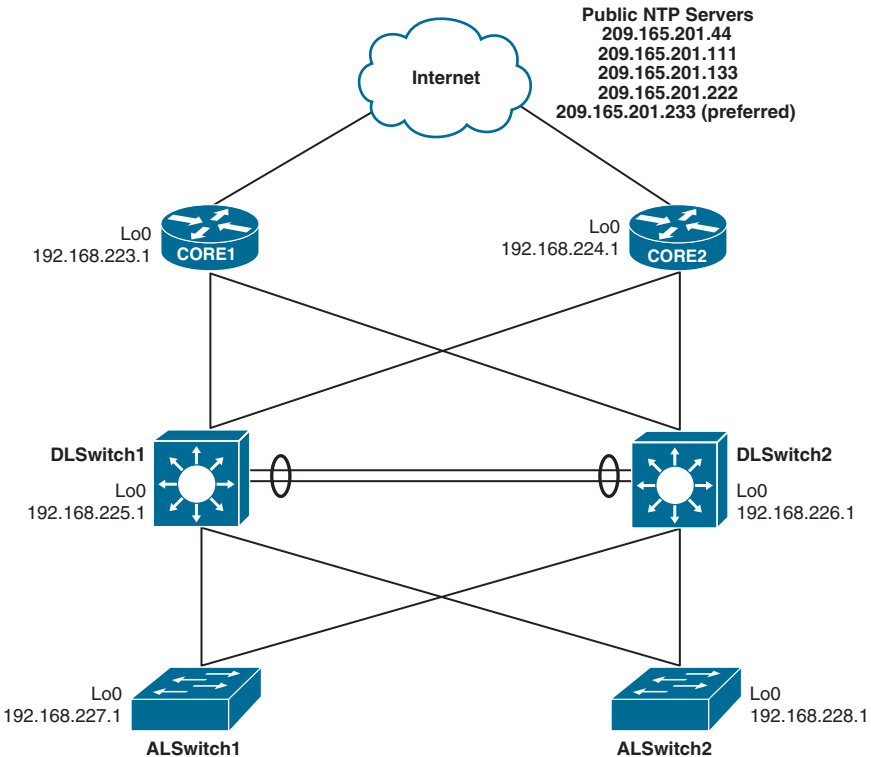 Public NTP Servers
209.165.201.44
209.165.201.111
209.165.201.133
209.165.201.222
209.165.201.233 (preferred)
Internet
Lo0
192.168.223.1
CORE1
Lo0
192.168.224.1
CORE2
DLSwitch1
Lo0
192.168.225.1
DLSwitch2
Lo0
192.168.226.1
Lo0
192.168.227.1
ALSwitch1
Lo0
192.168.228.1
ALSwitch2